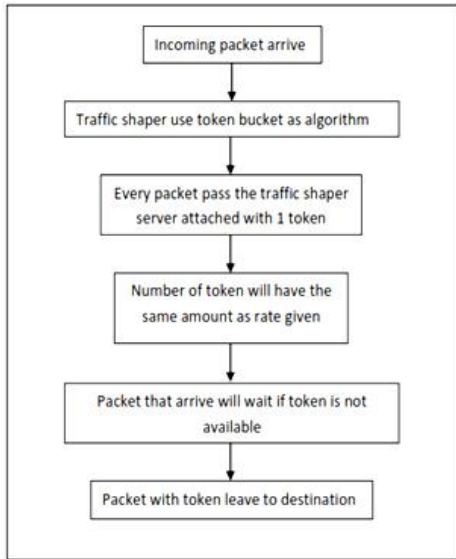 Incoming packet arrive
Traffic shaper use token bucket as algorithm
Every packet pass the traffic shaper
server attached with 1 token
Number of token will have the
same amount as rate given
Packet that arrive will wait if token is not
available
Packet with token leave to destination